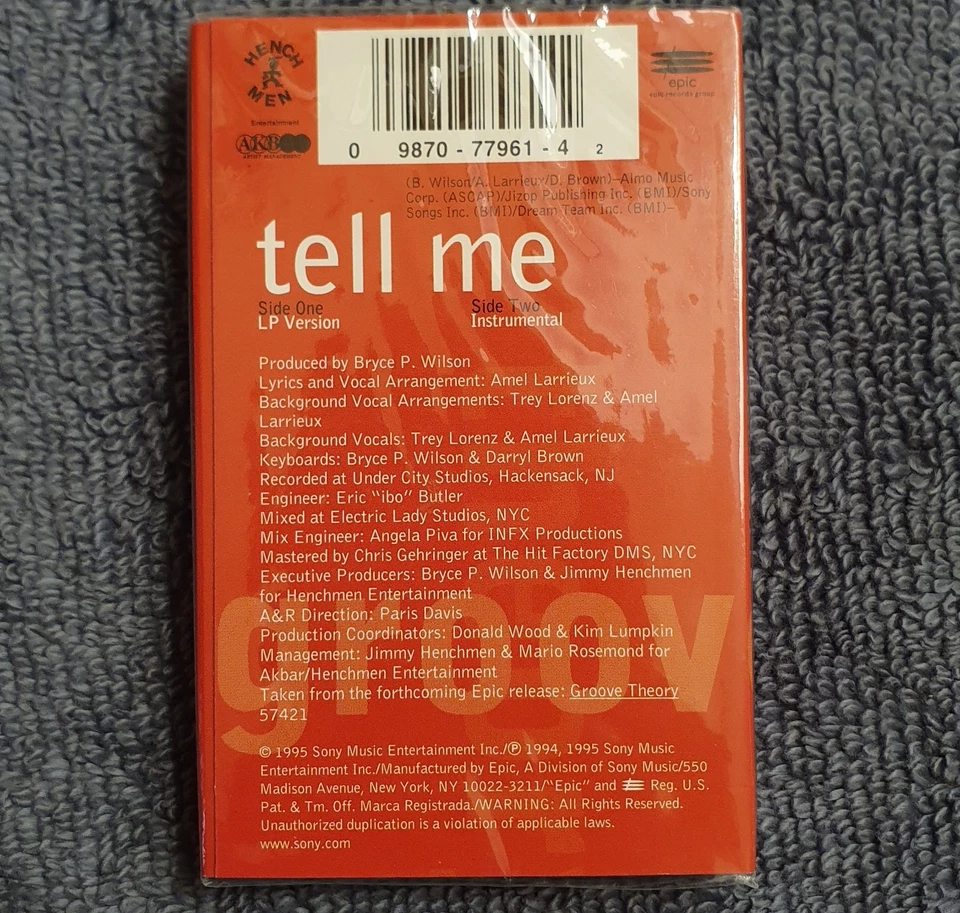 HENCH
MEN
Entertainment
AKBOO
ARTIST MANAGEMENT
epic
epic records group
0 9870 - 77961 - 4 2
(B. Wilson/A. Larrieux/D. Brown)–Almo Music
Corp. (ASCAP)/Jizop Publishing Inc. (BMI)/Sony
Songs Inc. (BMI)/Dream Team Inc. (BMI)–
tell me
Side One Side Two
LP Version Instrumental
Produced by Bryce P. Wilson
Lyrics and Vocal Arrangement: Amel Larrieux
Background Vocal Arrangements: Trey Lorenz & Amel
Larrieux
Background Vocals: Trey Lorenz & Amel Larrieux
Keyboards: Bryce P. Wilson & Darryl Brown
Recorded at Under City Studios, Hackensack, NJ
Engineer: Eric "ibo" Butler
Mixed at Electric Lady Studios, NYC
Mix Engineer: Angela Piva for INFX Productions
Mastered by Chris Gehringer at The Hit Factory DMS, NYC
Executive Producers: Bryce P. Wilson & Jimmy Henchmen
for Henchmen Entertainment
A&R Direction: Paris Davis
Production Coordinators: Donald Wood & Kim Lumpkin
Management: Jimmy Henchmen & Mario Rosemond for
Akbar/Henchmen Entertainment
Taken from the forthcoming Epic release: Groove Theory
57421
groov
© 1995 Sony Music Entertainment Inc./℗ 1994, 1995 Sony Music
Entertainment Inc./Manufactured by Epic, A Division of Sony Music/550
Madison Avenue, New York, NY 10022-3211/"Epic" and Reg. U.S.
Pat. & Tm. Off. Marca Registrada./WARNING: All Rights Reserved.
Unauthorized duplication is a violation of applicable laws.
www.sony.com